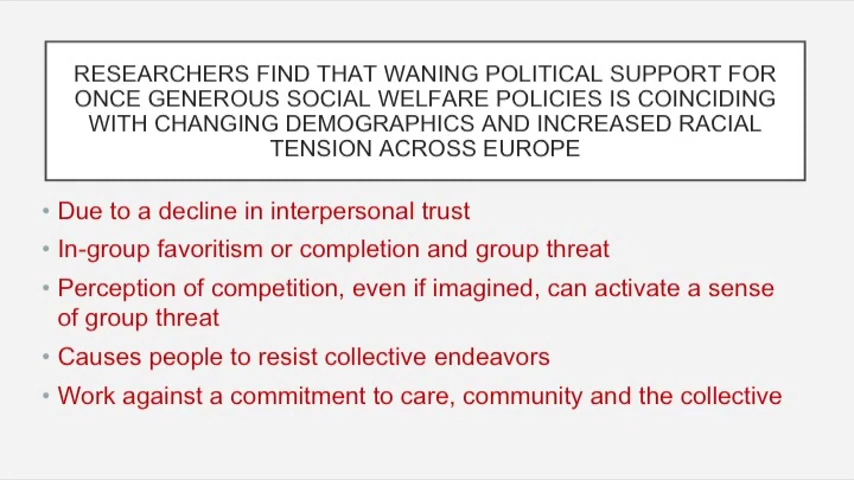 RESEARCHERS FIND THAT WANING POLITICAL SUPPORT FOR
ONCE GENEROUS SOCIAL WELFARE POLICIES IS COINCIDING
WITH CHANGING DEMOGRAPHICS AND INCREASED RACIAL
TENSION ACROSS EUROPE
• Due to a decline in interpersonal trust
• In-group favoritism or completion and group threat
• Perception of competition, even if imagined, can activate a sense
of group threat
• Causes people to resist collective endeavors
• Work against a commitment to care, community and the collective